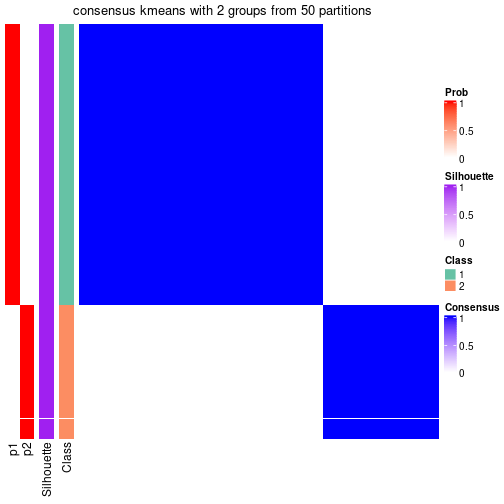 consensus kmeans with 2 groups from 50 partitions
Prob
1
0.5
0
Silhouette
1
0.5
0
Class
1
2
Consensus
1
0.5
0
p1
p2
Silhouette
Class